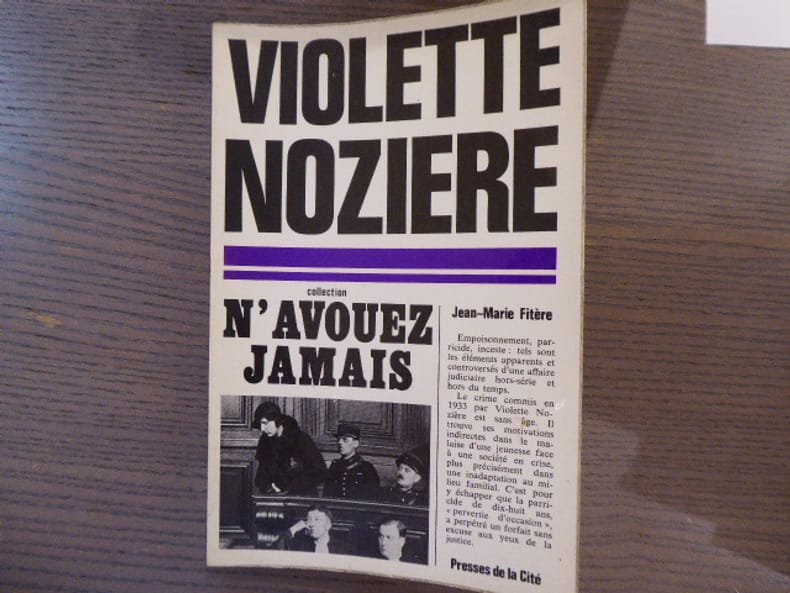 VIOLETTE
NOZIERE
collection
N'AVOUEZ
JAMAIS
Jean-Marie Fitère
Empoisonnement, par-
ricide, inceste : tels sont
les éléments apparents et
controversés d'une affaire
judiciaire hors-série et
hors du temps.
Le crime commis en
1933 par Violette No-
zière est sans âge. Il
trouve ses motivations
indirectes dans le ma-
laise d'une jeunesse face
à une société en crise,
plus précisément dans
une inadaptation au mi-
lieu familial. C'est pour
y échapper que la parri-
cide de dix-huit ans,
« pervertie d'occasion »,
a perpétré un forfait sans
excuse aux yeux de la
justice.
Presses de la Cité